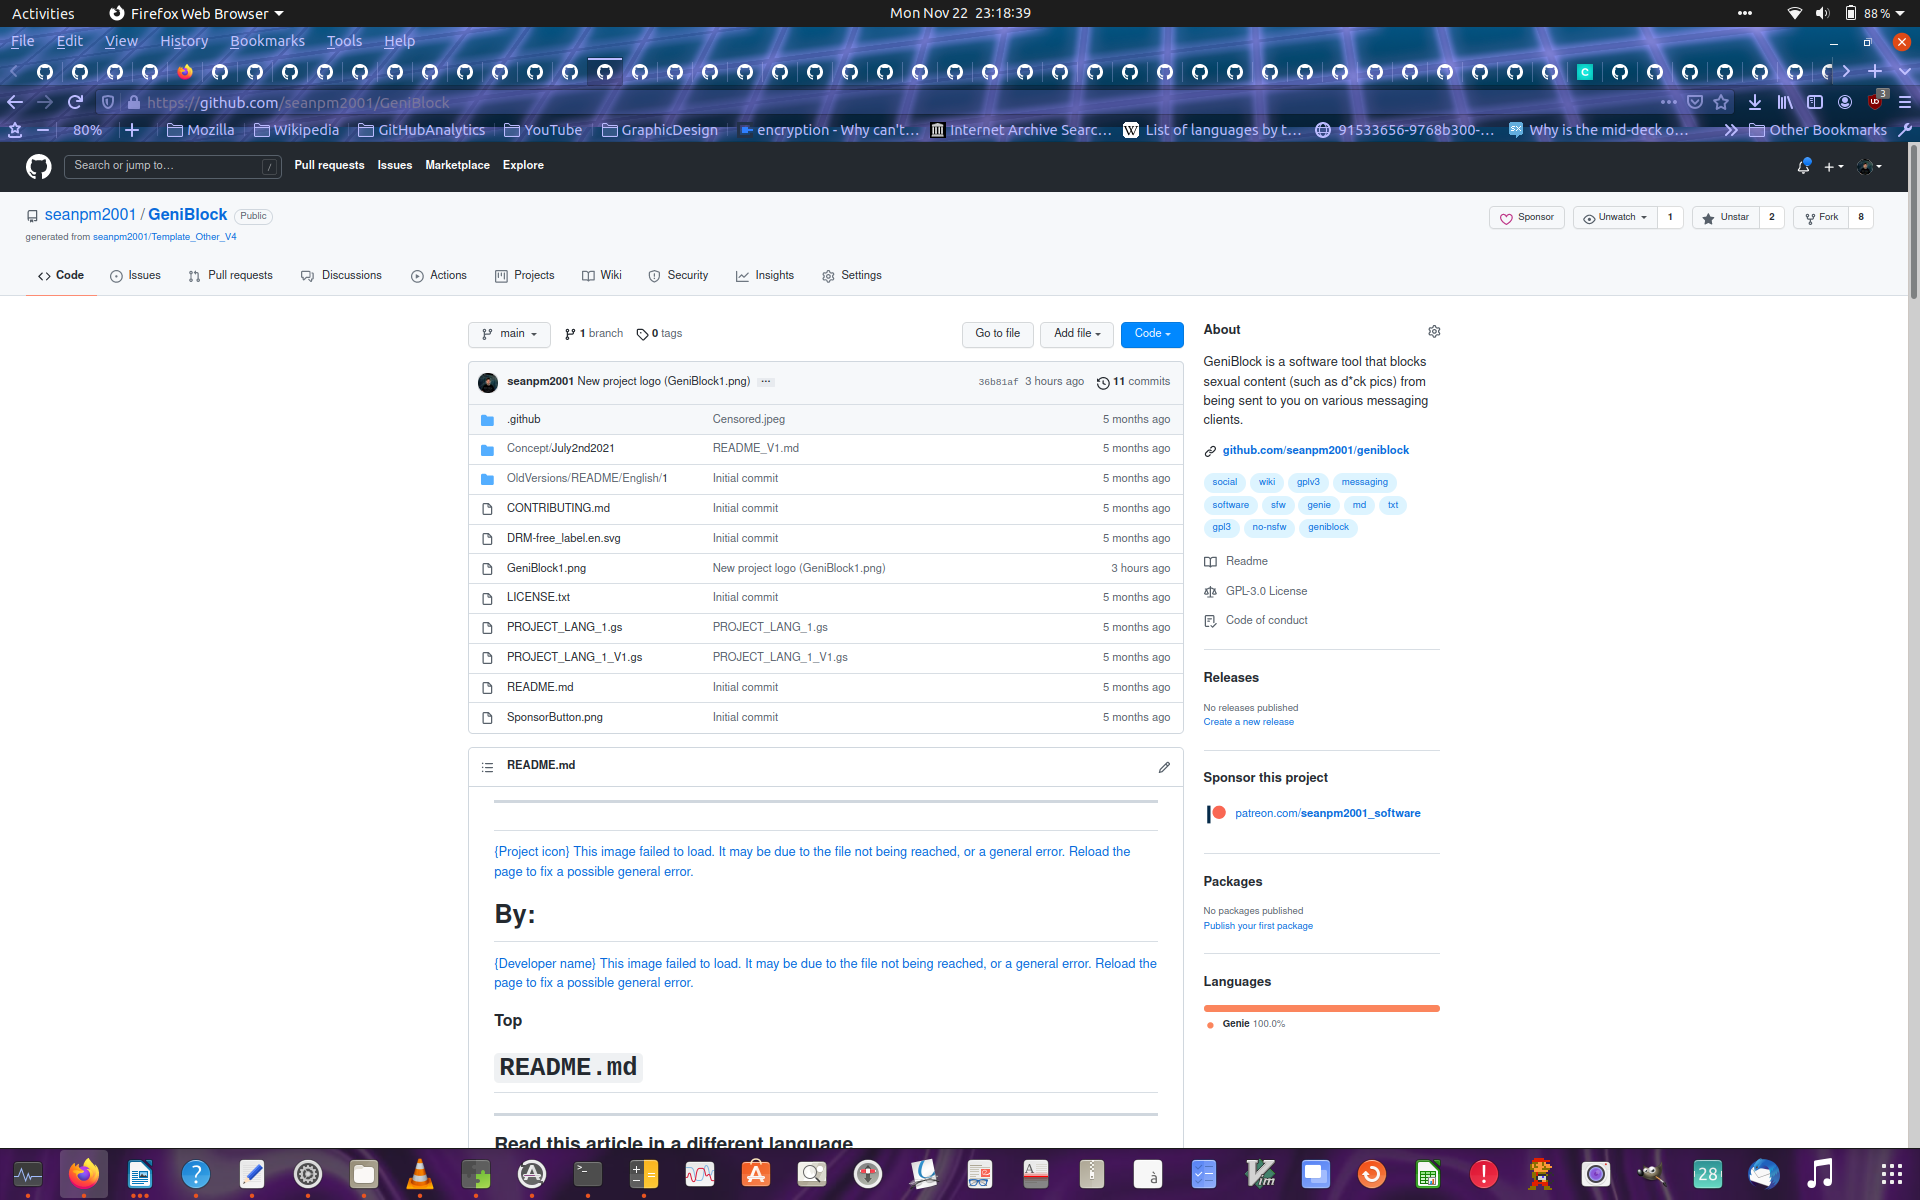 Activities Firefox Web Browser Mon Nov 22 23:18:39 88 %
File Edit View History Bookmarks Tools Help
https://github.com/seanpm2001/GeniBlock 3
80% Mozilla Wikipedia GitHubAnalytics YouTube GraphicDesign encryption - Why can't… Internet Archive Searc… List of languages by t… 91533656-9768b300-… Why is the mid-deck o… Other Bookmarks
Search or jump to… / Pull requests Issues Marketplace Explore
seanpm2001 / GeniBlock Public Sponsor Unwatch 1 Unstar 2 Fork 8
generated from seanpm2001/Template_Other_V4
Code Issues Pull requests Discussions Actions Projects Wiki Security Insights Settings
main 1 branch 0 tags Go to file Add file Code
seanpm2001 New project logo (GeniBlock1.png) ... 36b81af 3 hours ago 11 commits
.github Censored.jpeg 5 months ago
Concept/July2nd2021 README_V1.md 5 months ago
OldVersions/README/English/1 Initial commit 5 months ago
CONTRIBUTING.md Initial commit 5 months ago
DRM-free_label.en.svg Initial commit 5 months ago
GeniBlock1.png New project logo (GeniBlock1.png) 3 hours ago
LICENSE.txt Initial commit 5 months ago
PROJECT_LANG_1.gs PROJECT_LANG_1.gs 5 months ago
PROJECT_LANG_1_V1.gs PROJECT_LANG_1_V1.gs 5 months ago
README.md Initial commit 5 months ago
SponsorButton.png Initial commit 5 months ago
README.md
{Project icon} This image failed to load. It may be due to the file not being reached, or a general error. Reload the
page to fix a possible general error.
By:
{Developer name} This image failed to load. It may be due to the file not being reached, or a general error. Reload the
page to fix a possible general error.
Top
README.md
Read this article in a different language
About
GeniBlock is a software tool that blocks
sexual content (such as d*ck pics) from
being sent to you on various messaging
clients.
github.com/seanpm2001/geniblock
social wiki gplv3 messaging
software sfw genie md txt
gpl3 no-nsfw geniblock
Readme
GPL-3.0 License
Code of conduct
Releases
No releases published
Create a new release
Sponsor this project
patreon.com/seanpm2001_software
Packages
No packages published
Publish your first package
Languages
Genie 100.0%
28